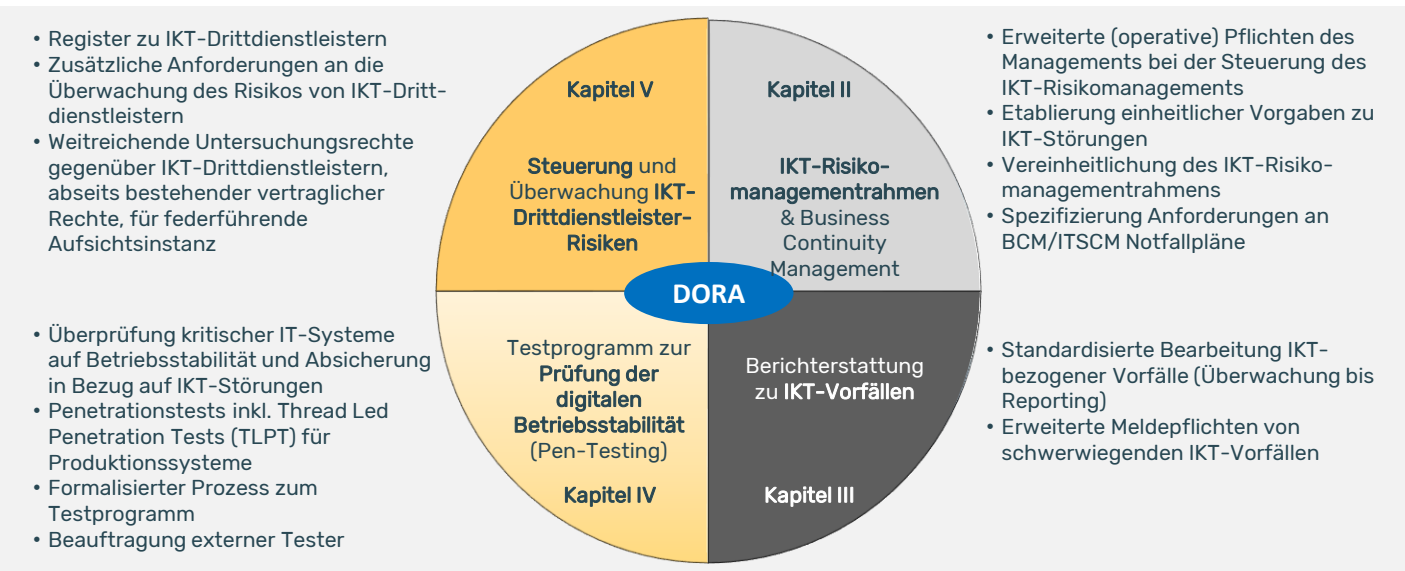 • Register zu IKT-Drittdienstleistern
• Zusätzliche Anforderungen an die
Überwachung des Risikos von IKT-Dritt-
dienstleistern
• Weitreichende Untersuchungsrechte
gegenüber IKT-Drittdienstleistern,
abseits bestehender vertraglicher
Rechte, für federführende
Aufsichtsinstanz
Kapitel V
Steuerung und
Überwachung IKT-
Drittdienstleister-
Risiken
Kapitel II
IKT-Risiko-
managementrahmen
& Business
Continuity
Management
• Erweiterte (operative) Pflichten des
Managements bei der Steuerung des
IKT-Risikomanagements
• Etablierung einheitlicher Vorgaben zu
IKT-Störungen
• Vereinheitlichung des IKT-Risiko-
managementrahmens
• Spezifizierung Anforderungen an
BCM/ITSCM Notfallpläne
DORA
• Überprüfung kritischer IT-Systeme
auf Betriebsstabilität und Absicherung
in Bezug auf IKT-Störungen
• Penetrationstests inkl. Thread Led
Penetration Tests (TLPT) für
Produktionssysteme
• Formalisierter Prozess zum
Testprogramm
• Beauftragung externer Tester
Testprogramm zur
Prüfung der
digitalen
Betriebsstabilität
(Pen-Testing)
Kapitel IV
Berichterstattung
zu IKT-Vorfällen
Kapitel III
• Standardisierte Bearbeitung IKT-
bezogener Vorfälle (Überwachung bis
Reporting)
• Erweiterte Meldepflichten von
schwerwiegenden IKT-Vorfällen